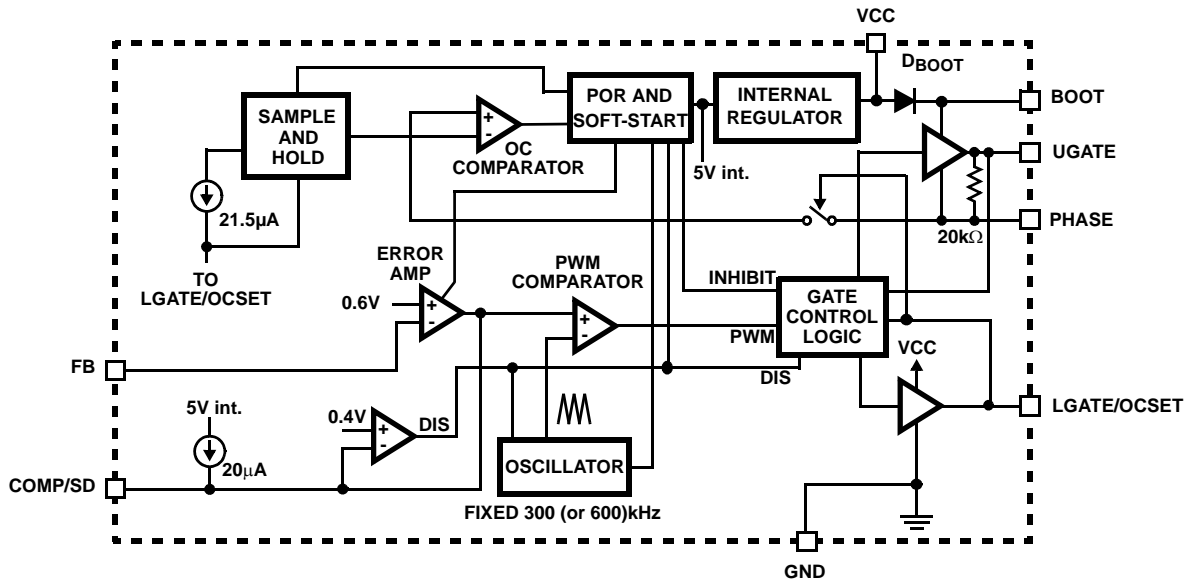 VCC
DBOOT
BOOT
SAMPLE
AND
HOLD
+
-
OC
COMPARATOR
POR AND
SOFT-START
INTERNAL
REGULATOR
5V int.
UGATE
21.5µA
TO
LGATE/OCSET
20kΩ
PHASE
ERROR
AMP
0.6V
+
-
PWM
COMPARATOR
+
-
INHIBIT
PWM
DIS
GATE
CONTROL
LOGIC
VCC
FB
5V int.
20µA
0.4V
+
-
DIS
OSCILLATOR
LGATE/OCSET
COMP/SD
FIXED 300 (or 600)kHz
GND